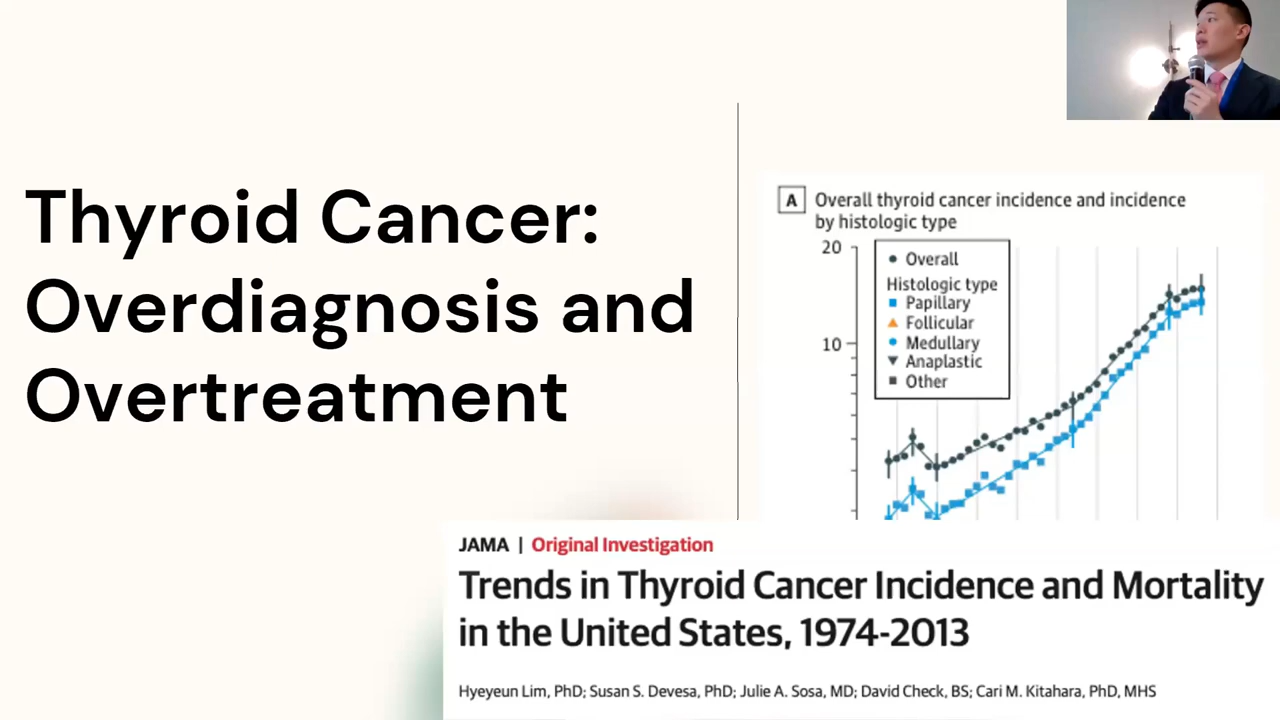 Thyroid Cancer:
Overdiagnosis and
Overtreatment
A Overall thyroid cancer incidence and incidence
by histologic type
20
10
Overall
Histologic type
Papillary
Follicular
Medullary
Anaplastic
Other
JAMA | Original Investigation
Trends in Thyroid Cancer Incidence and Mortality
in the United States, 1974-2013
Hyeyeun Lim, PhD; Susan S. Devesa, PhD; Julie A. Sosa, MD; David Check, BS; Cari M. Kitahara, PhD, MHS